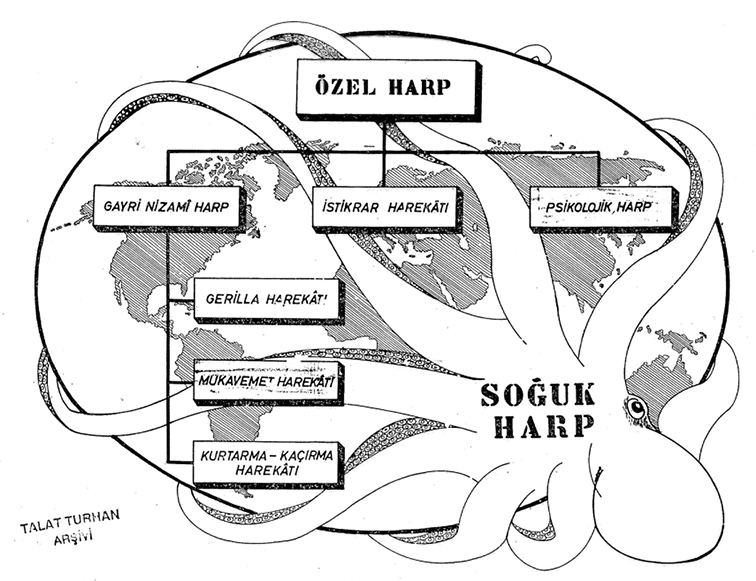 ÖZEL HARP
GAYRİ NİZAMÎ HARP
İSTİKRAR HAREKÂTI
PSİKOLOJİK HARP
GERİLLA HAREKÂTI
MUKAVEMET HAREKÂTI
KURTARMA – KAÇIRMA
HAREKÂTI
SOĞUK
HARP
TALAT TURHAN
ARŞİVİ